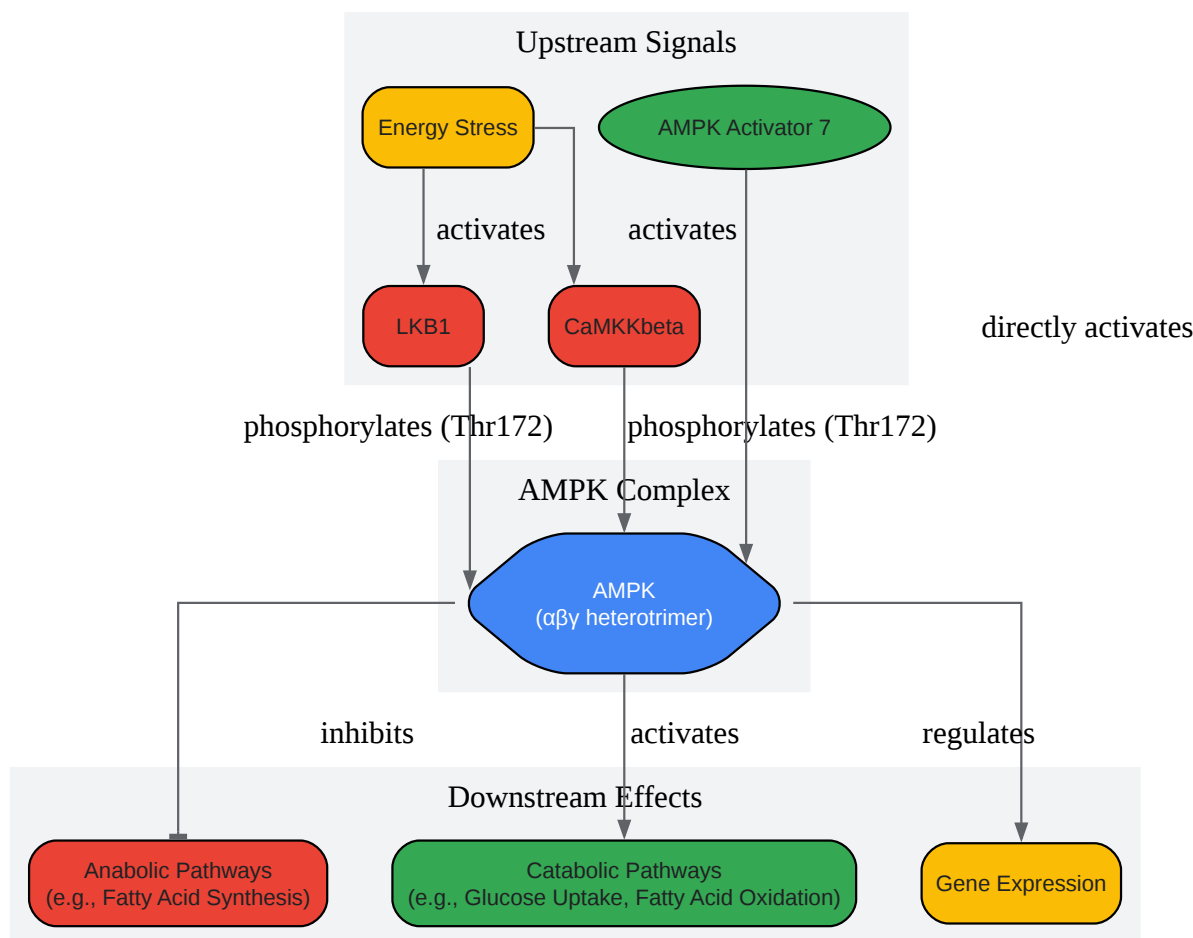 Upstream Signals
Energy Stress
AMPK Activator 7
activates
activates
LKB1
CaMKKbeta
directly activates
phosphorylates (Thr172)
phosphorylates (Thr172)
AMPK Complex
AMPK
(αβγ heterotrimer)
inhibits
activates
regulates
Downstream Effects
Anabolic Pathways
(e.g., Fatty Acid Synthesis)
Catabolic Pathways
(e.g., Glucose Uptake, Fatty Acid Oxidation)
Gene Expression